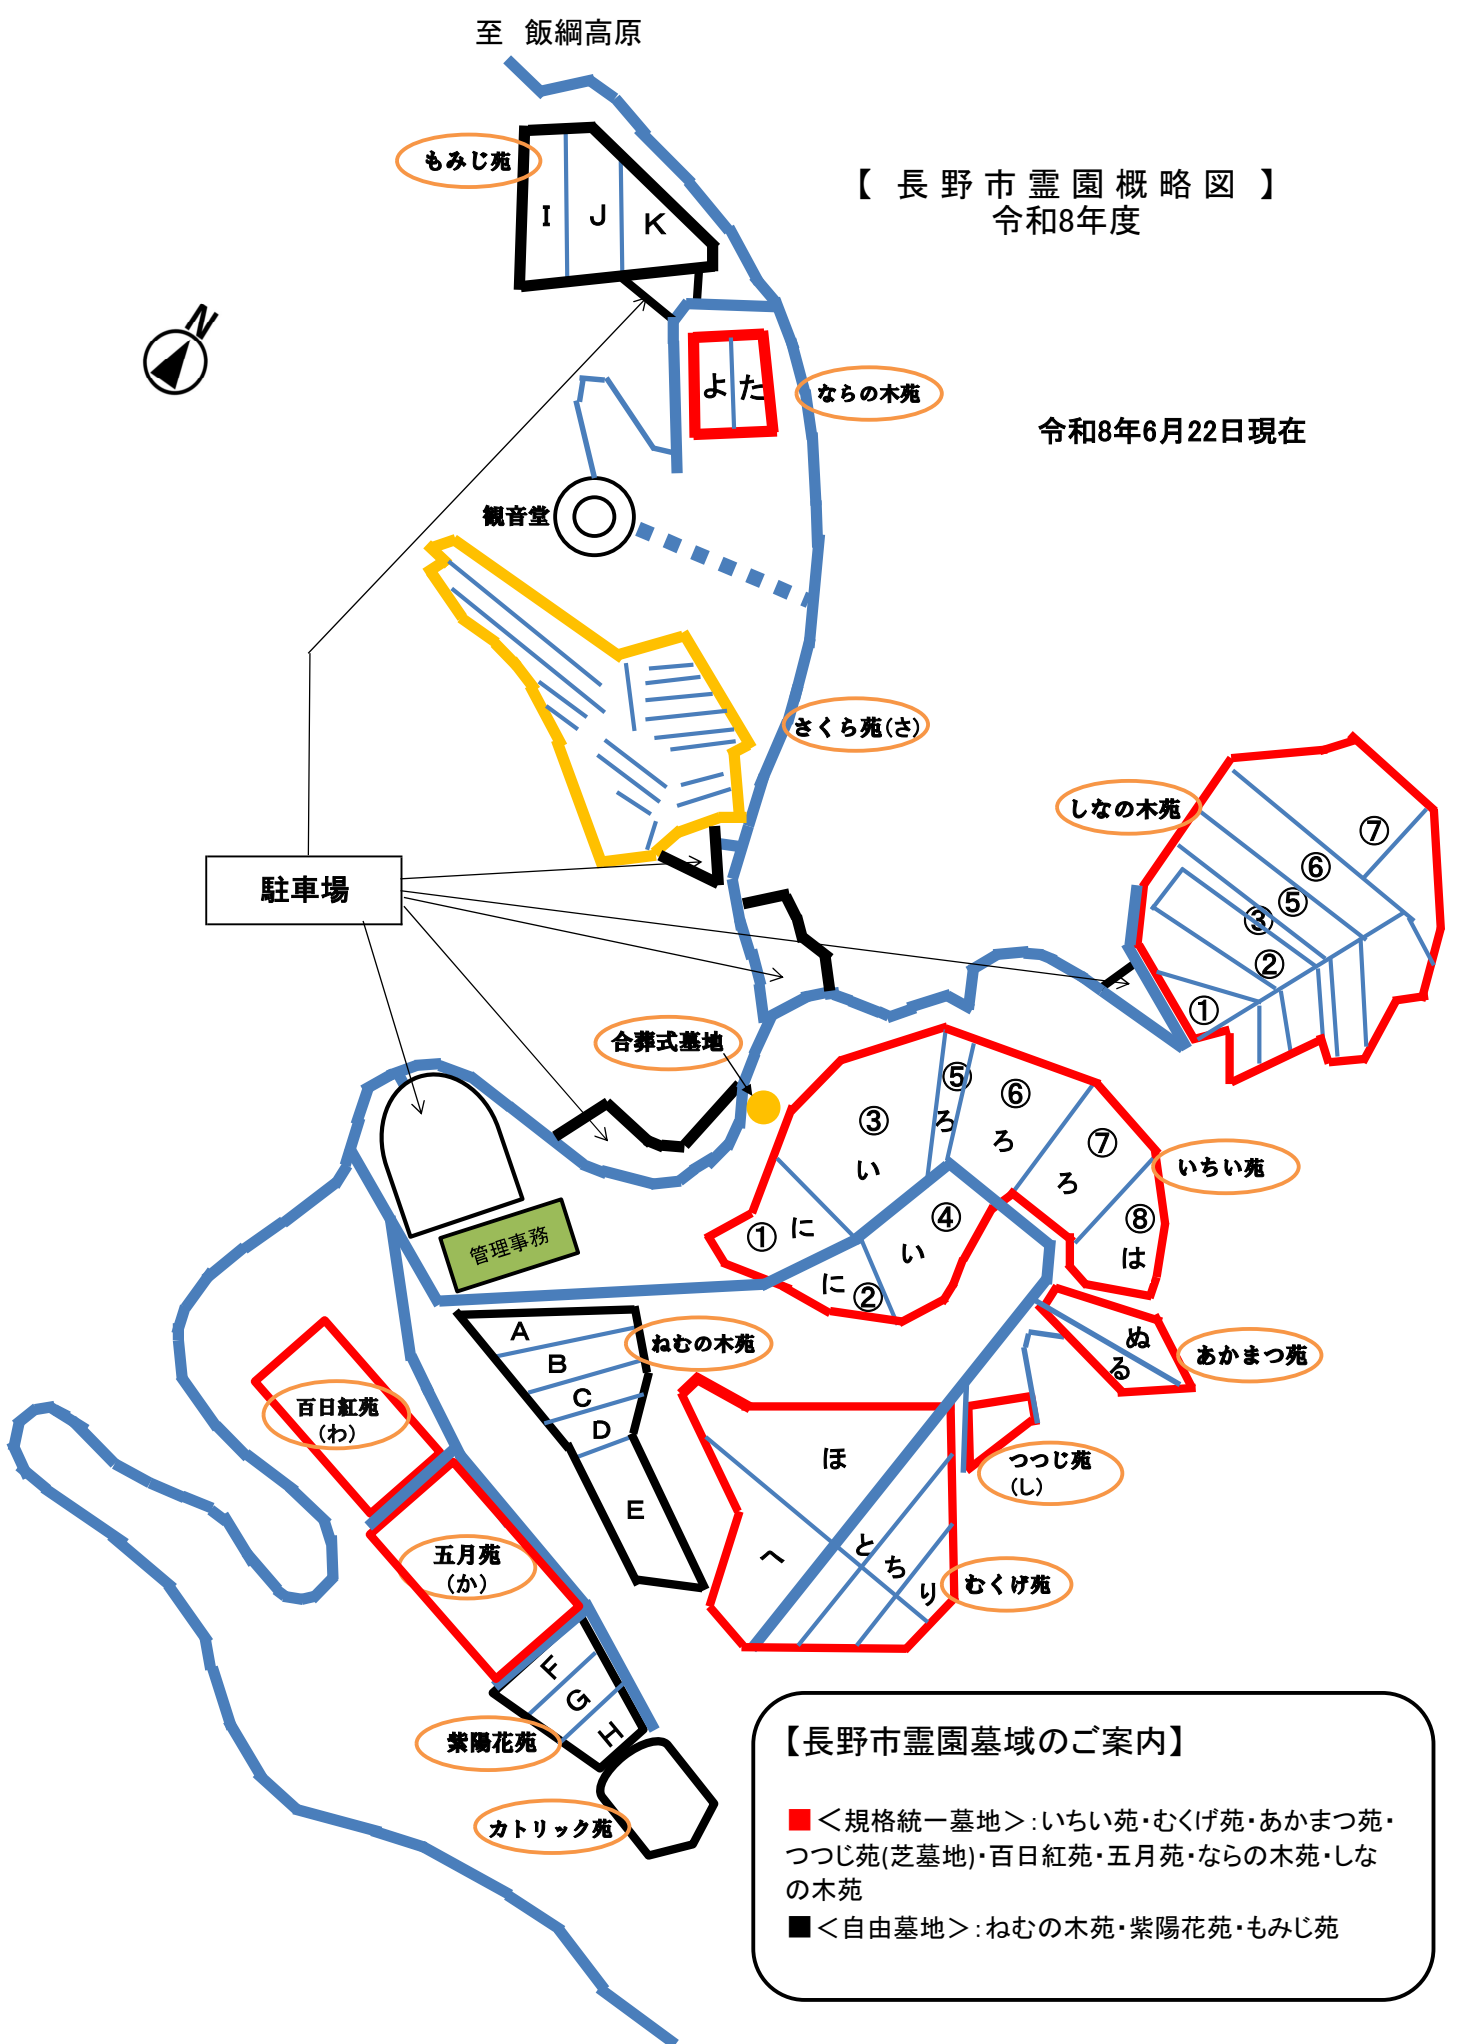 至　飯綱高原
もみじ苑
I
J
K
【 長 野 市 霊 園 概 略 図 】
令和8年度
N
よ
た
ならの木苑
令和8年6月22日現在
観音堂
さくら苑(さ)
しなの木苑
⑦
⑥
⑤
③
②
①
駐車場
合葬式墓地
⑤
ろ
⑥
ろ
③
い
⑦
ろ
いちい苑
④
い
①
に
⑧
は
に
②
管理事務
A
B
C
D
E
ねむの木苑
ぬ
る
あかまつ苑
百日紅苑
(わ)
ほ
つつじ苑
(し)
へ
と
ち
り
むくげ苑
五月苑
(か)
F
G
H
紫陽花苑
カトリック苑
【長野市霊園墓域のご案内】
■＜規格統一墓地＞：いちい苑・むくげ苑・あかまつ苑・
つつじ苑(芝墓地)・百日紅苑・五月苑・ならの木苑・しな
の木苑
■＜自由墓地＞：ねむの木苑・紫陽花苑・もみじ苑